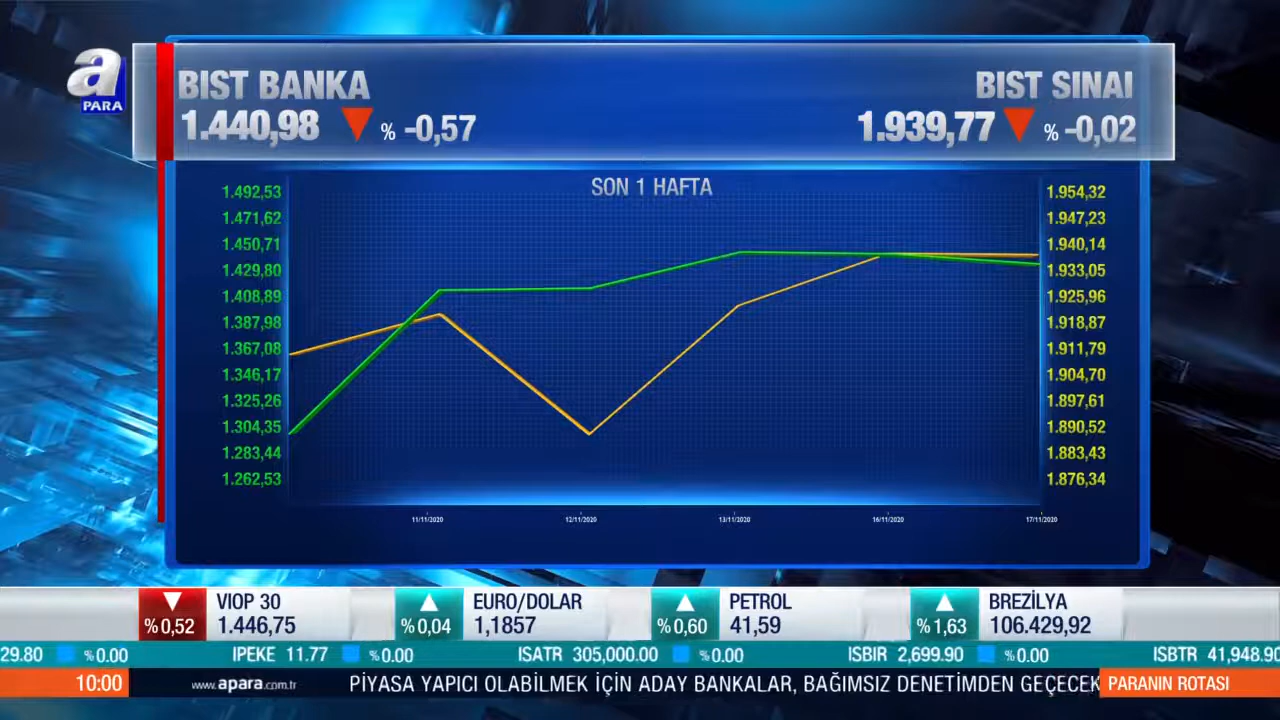 a
PARA
BIST BANKA
1.440,98 % -0,57
BIST SINAI
1.939,77 % -0,02
SON 1 HAFTA
1.492,53
1.471,62
1.450,71
1.429,80
1.408,89
1.387,98
1.367,08
1.346,17
1.325,26
1.304,35
1.283,44
1.262,53
1.954,32
1.947,23
1.940,14
1.933,05
1.925,96
1.918,87
1.911,79
1.904,70
1.897,61
1.890,52
1.883,43
1.876,34
11/11/2020 12/11/2020 13/11/2020 16/11/2020 17/11/2020
%0,52 VIOP 30 1.446,75
%0,04 EURO/DOLAR 1,1857
%0,60 PETROL 41,59
%1,63 BREZİLYA 106.429,92
29.80 %0.00 IPEKE 11.77 %0.00 ISATR 305,000.00 %0.00 ISBIR 2,699.90 %0.00 ISBTR 41,948.90
10:00 www.apara.com.tr PİYASA YAPICI OLABİLMEK İÇİN ADAY BANKALAR, BAĞIMSIZ DENETİMDEN GEÇECEK PARANIN ROTASI